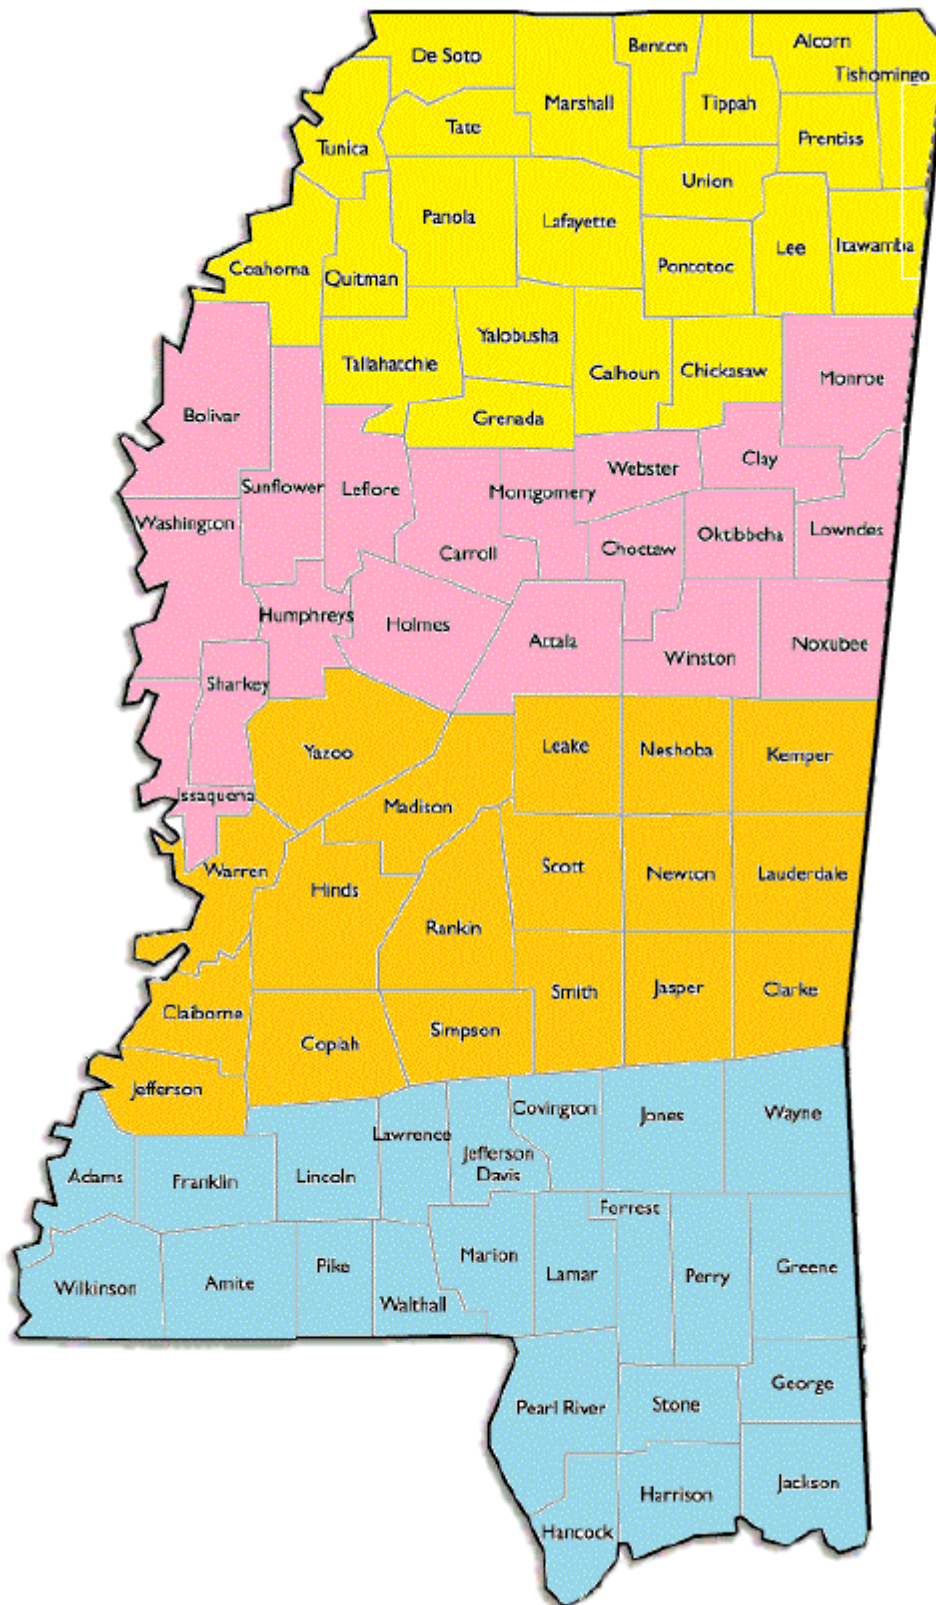 De Soto
Benton
Alcorn
Tishomingo
Marshall
Tippah
Tate
Tunica
Prentiss
Union
Panola
Lafayette
Lee
Itawamba
Coahoma
Quitman
Pontotoc
Yalobusha
Tallahatchie
Calhoun
Chickasaw
Monroe
Bolivar
Grenada
Webster
Clay
Sunflower
Leflore
Montgomery
Washington
Oktibbeha
Lowndes
Carroll
Choctaw
Humphreys
Holmes
Attala
Winston
Noxubee
Sharkey
Yazoo
Leake
Neshoba
Kemper
Issaquena
Madison
Warren
Hinds
Scott
Newton
Lauderdale
Rankin
Smith
Jasper
Clarke
Claiborne
Copiah
Simpson
Jefferson
Covington
Jones
Wayne
Lawrence
Jefferson
Davis
Adams
Franklin
Lincoln
Forrest
Wilkinson
Amite
Pike
Walthall
Marion
Lamar
Perry
Greene
George
Pearl River
Stone
Jackson
Harrison
Hancock